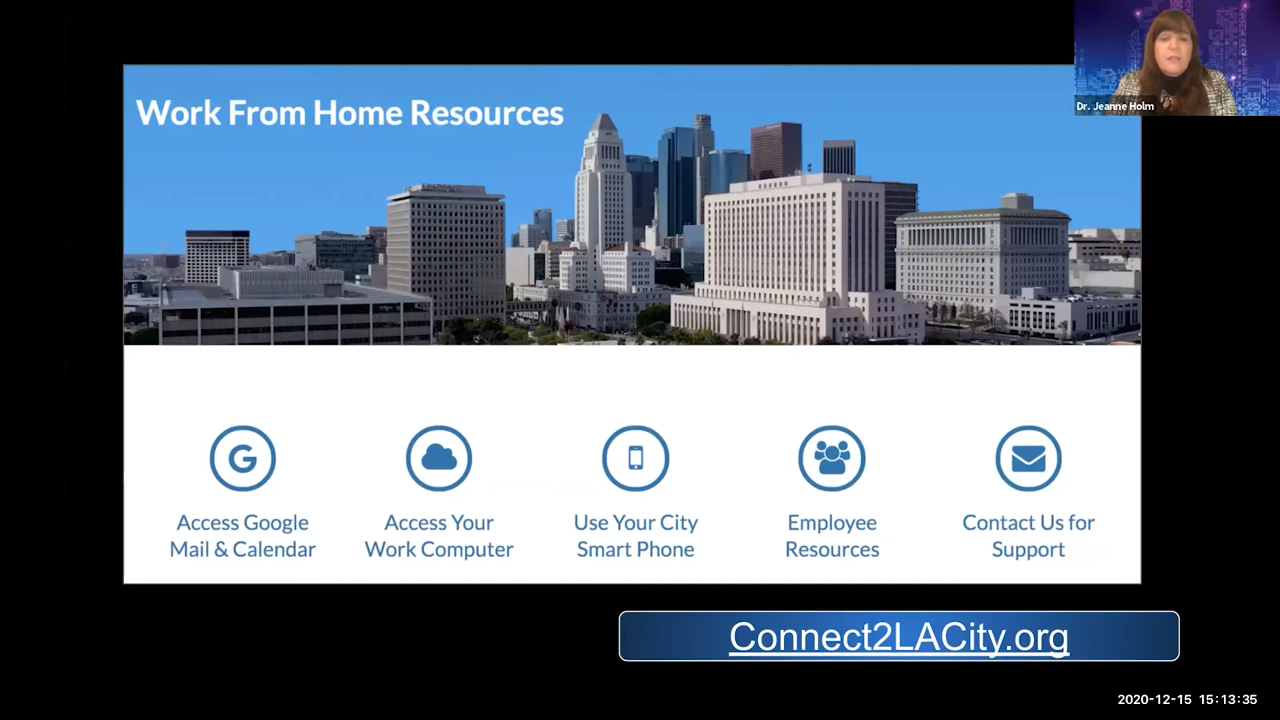 Work From Home Resources
Dr. Jeanne Holm
G
Access Google
Mail & Calendar
Access Your
Work Computer
Use Your City
Smart Phone
Employee
Resources
Contact Us for
Support
Connect2LACity.org
2020-12-15 15:13:35